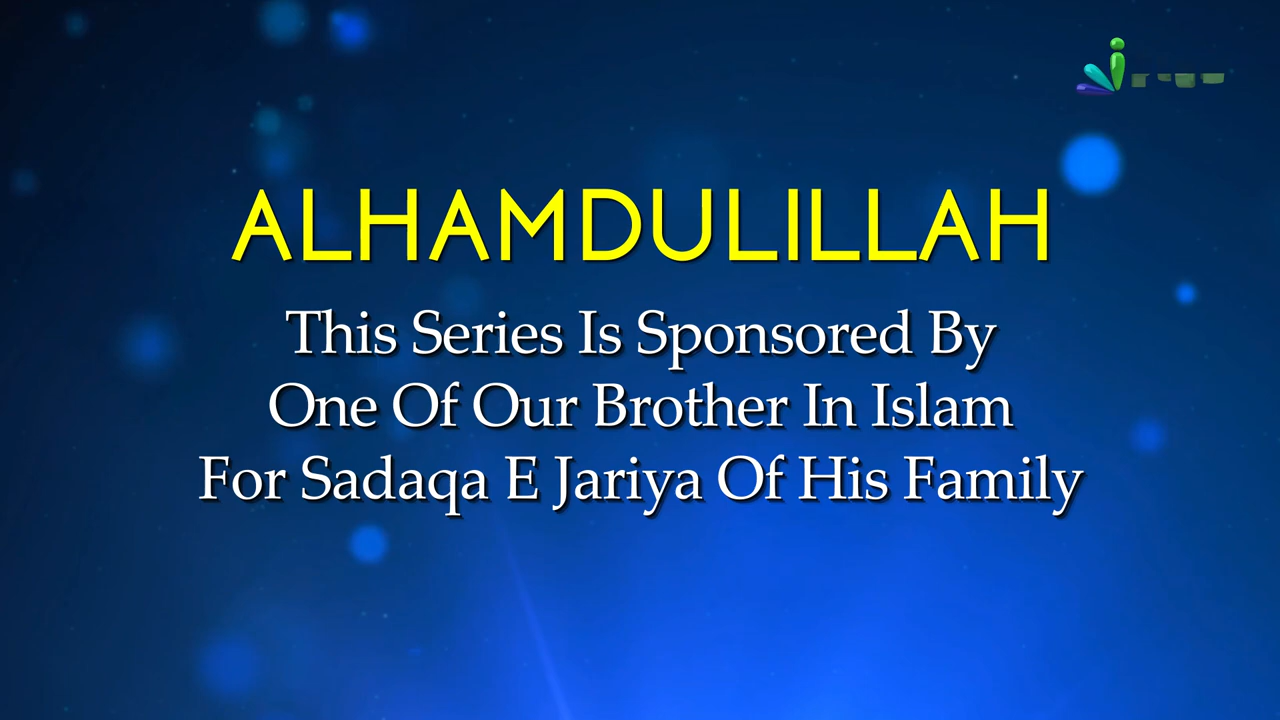 ALHAMDULILLAH
This Series Is Sponsored By
One Of Our Brother In Islam
For Sadaqa E Jariya Of His Family